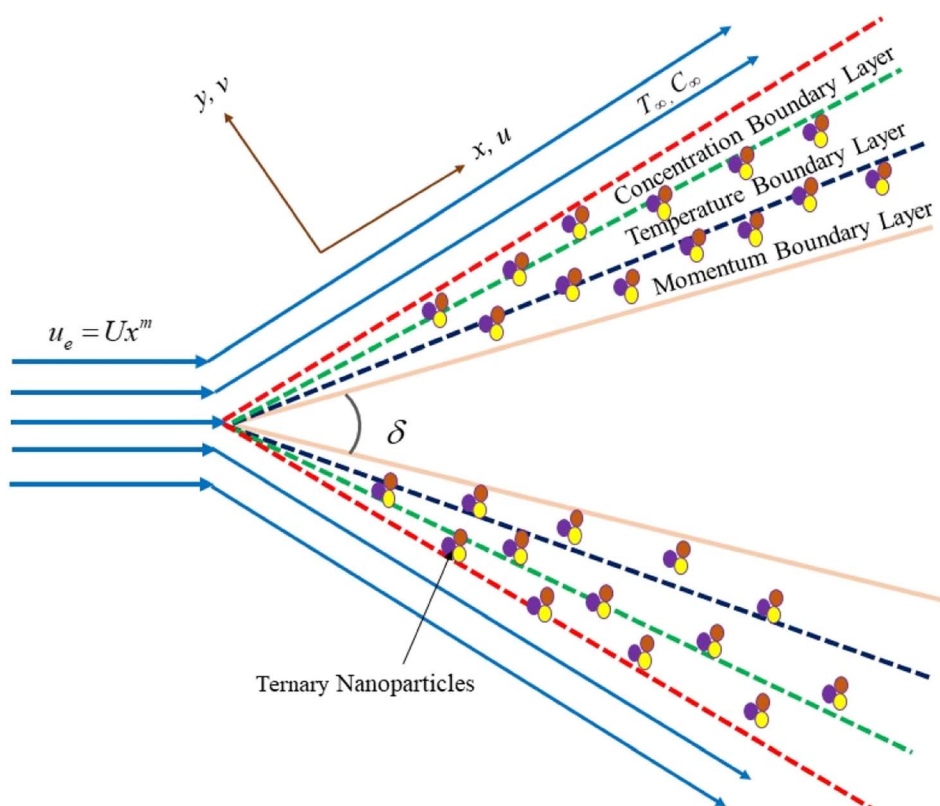 y, v
x, u
T∞, C∞
Concentration Boundary Layer
Temperature Boundary Layer
Momentum Boundary Layer
uₑ = Uxᵐ
δ
Ternary Nanoparticles